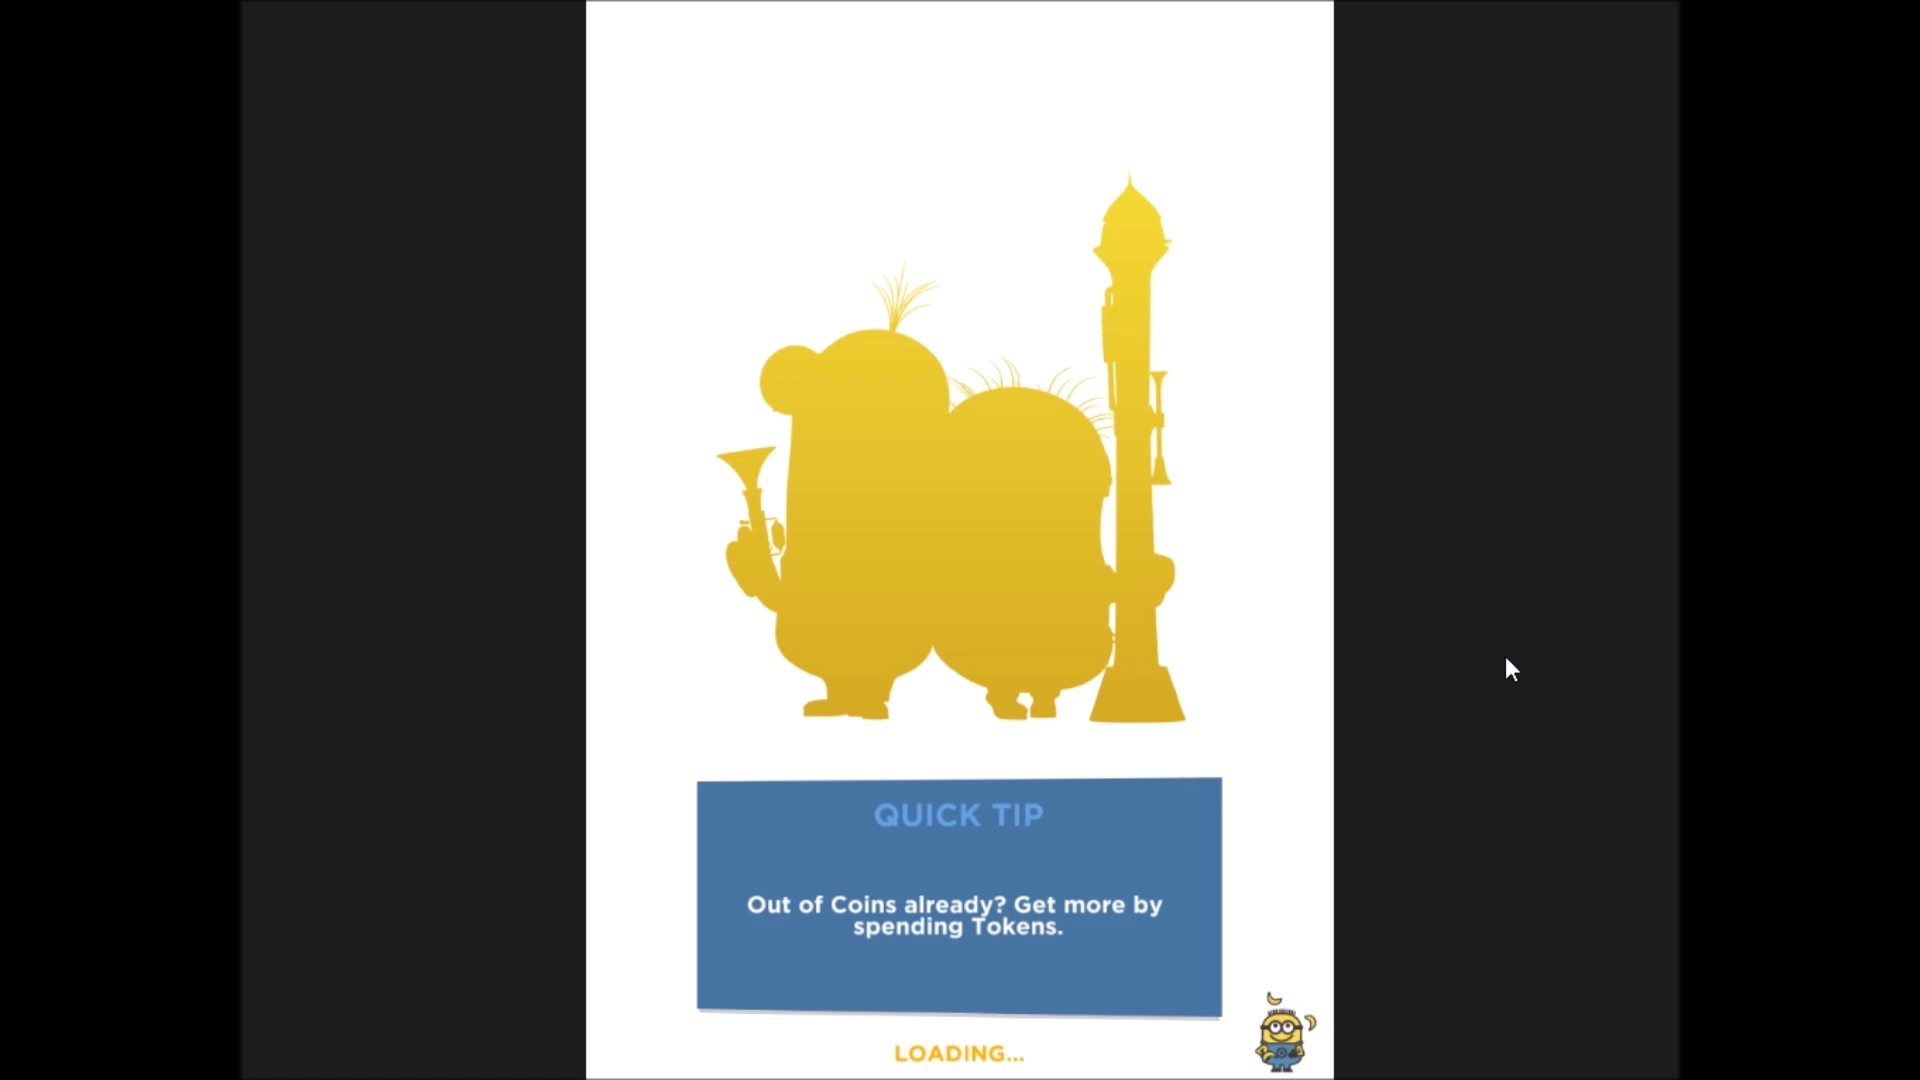 QUICK TIP
Out of Coins already? Get more by
spending Tokens.
LOADING...